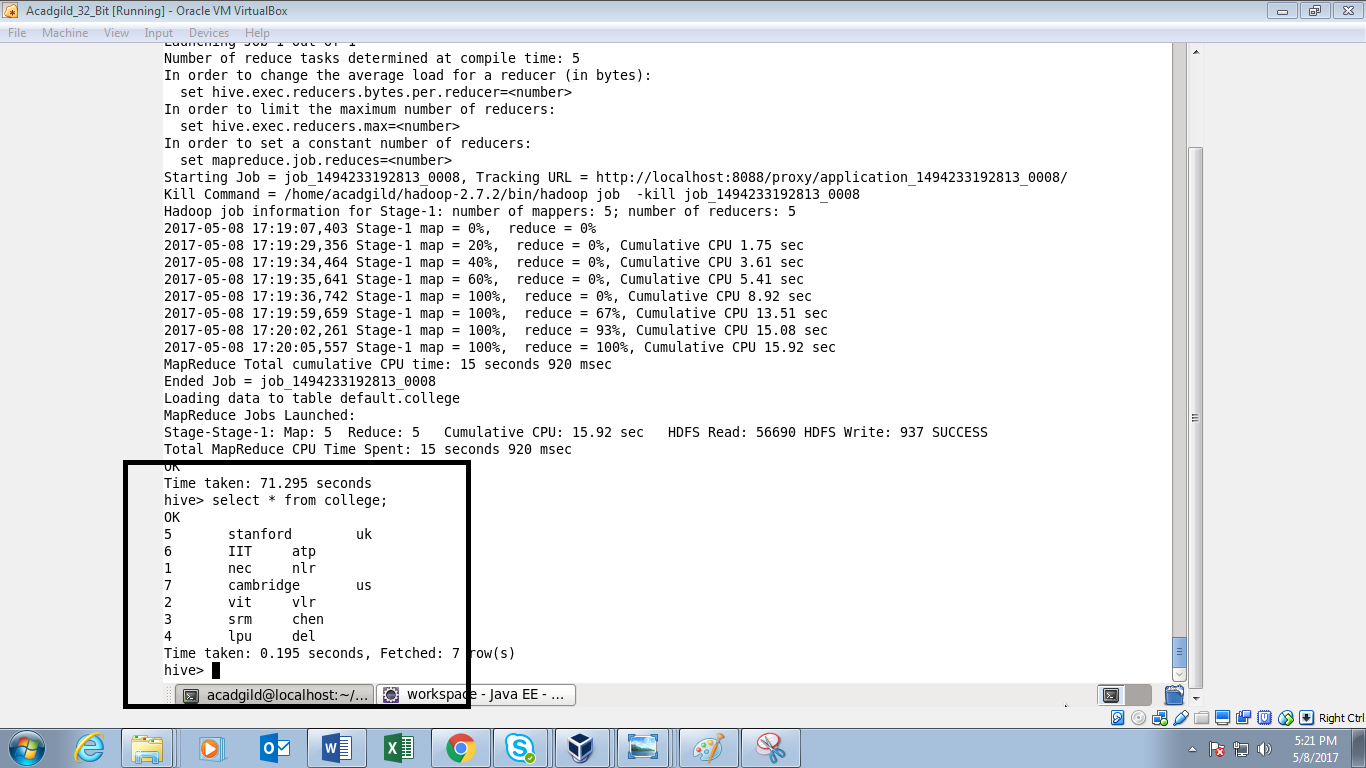 Acadgild_32_Bit [Running] - Oracle VM VirtualBox
File Machine View Input Devices Help
Launching Job 1 out of 1
Number of reduce tasks determined at compile time: 5
In order to change the average load for a reducer (in bytes):
  set hive.exec.reducers.bytes.per.reducer=<number>
In order to limit the maximum number of reducers:
  set hive.exec.reducers.max=<number>
In order to set a constant number of reducers:
  set mapreduce.job.reduces=<number>
Starting Job = job_1494233192813_0008, Tracking URL = http://localhost:8088/proxy/application_1494233192813_0008/
Kill Command = /home/acadgild/hadoop-2.7.2/bin/hadoop job  -kill job_1494233192813_0008
Hadoop job information for Stage-1: number of mappers: 5; number of reducers: 5
2017-05-08 17:19:07,403 Stage-1 map = 0%,  reduce = 0%
2017-05-08 17:19:29,356 Stage-1 map = 20%,  reduce = 0%, Cumulative CPU 1.75 sec
2017-05-08 17:19:34,464 Stage-1 map = 40%,  reduce = 0%, Cumulative CPU 3.61 sec
2017-05-08 17:19:35,641 Stage-1 map = 60%,  reduce = 0%, Cumulative CPU 5.41 sec
2017-05-08 17:19:36,742 Stage-1 map = 100%,  reduce = 0%, Cumulative CPU 8.92 sec
2017-05-08 17:19:59,659 Stage-1 map = 100%,  reduce = 67%, Cumulative CPU 13.51 sec
2017-05-08 17:20:02,261 Stage-1 map = 100%,  reduce = 93%, Cumulative CPU 15.08 sec
2017-05-08 17:20:05,557 Stage-1 map = 100%,  reduce = 100%, Cumulative CPU 15.92 sec
MapReduce Total cumulative CPU time: 15 seconds 920 msec
Ended Job = job_1494233192813_0008
Loading data to table default.college
MapReduce Jobs Launched:
Stage-Stage-1: Map: 5  Reduce: 5   Cumulative CPU: 15.92 sec   HDFS Read: 56690 HDFS Write: 937 SUCCESS
Total MapReduce CPU Time Spent: 15 seconds 920 msec
OK
Time taken: 71.295 seconds
hive> select * from college;
OK
5       stanford        uk
6       IIT     atp
1       nec     nlr
7       cambridge       us
2       vit     vlr
3       srm     chen
4       lpu     del
Time taken: 0.195 seconds, Fetched: 7 row(s)
hive>
acadgild@localhost:~/... workspace - Java EE - ...
Right Ctrl
5:21 PM
5/8/2017